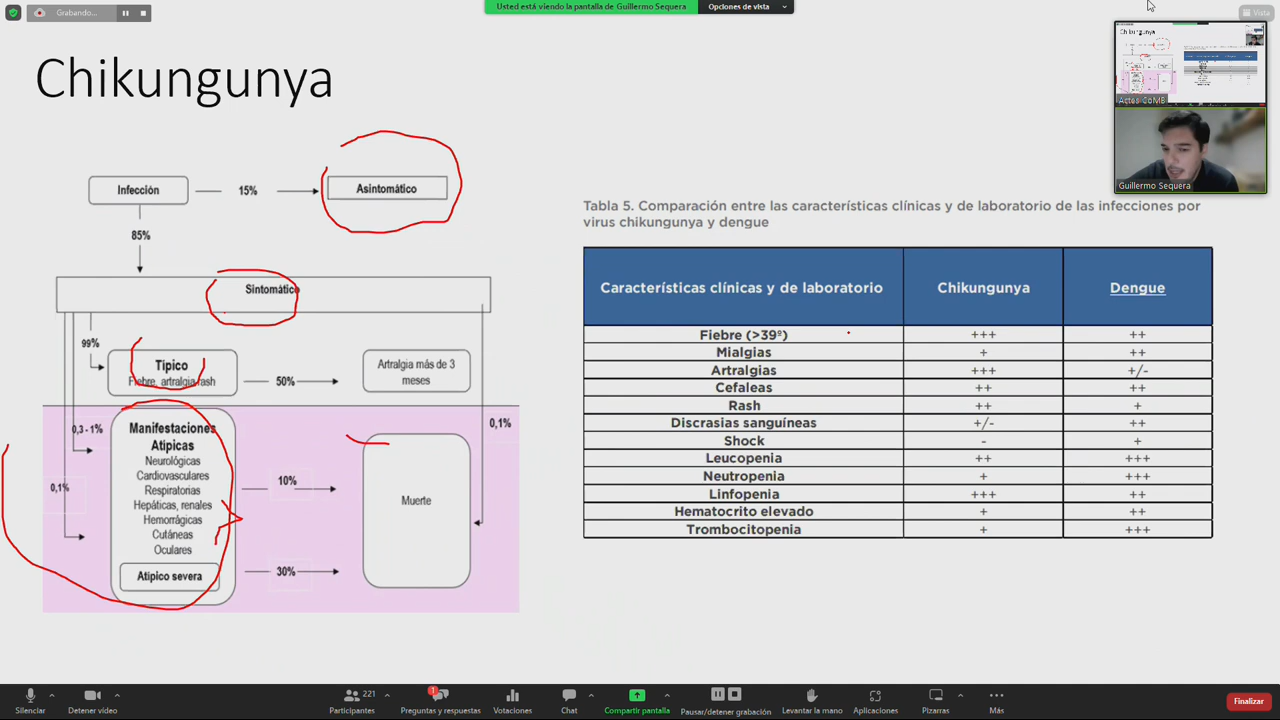 Grabando...
Usted está viendo la pantalla de Guillermo Sequera
Opciones de vista
Vista
Chikungunya
Actos CoMB
Guillermo Sequera
Infección
15%
Asintomático
85%
Sintomático
99%
Típico
Fiebre, artralgia rash
50%
Artralgia más de 3
meses
0,3 - 1%
0,1%
Manifestaciones
Atípicas
Neurológicas
Cardiovasculares
Respiratorias
Hepáticas, renales
Hemorrágicas
Cutáneas
Oculares
Atípico severa
10%
30%
Muerte
0,1%
Tabla 5. Comparación entre las características clínicas y de laboratorio de las infecciones por
virus chikungunya y dengue
Características clínicas y de laboratorio Chikungunya Dengue
Fiebre (>39º) +++ ++
Mialgias + ++
Artralgias +++ +/-
Cefaleas ++ ++
Rash ++ +
Discrasias sanguíneas +/- ++
Shock - +
Leucopenia ++ +++
Neutropenia + +++
Linfopenia +++ ++
Hematocrito elevado + ++
Trombocitopenia + +++
Silenciar
Detener video
221
Participantes
1
Preguntas y respuestas
Votaciones
Chat
Compartir pantalla
Pausar/detener grabación
Levantar la mano
Aplicaciones
Pizarras
Más
Finalizar